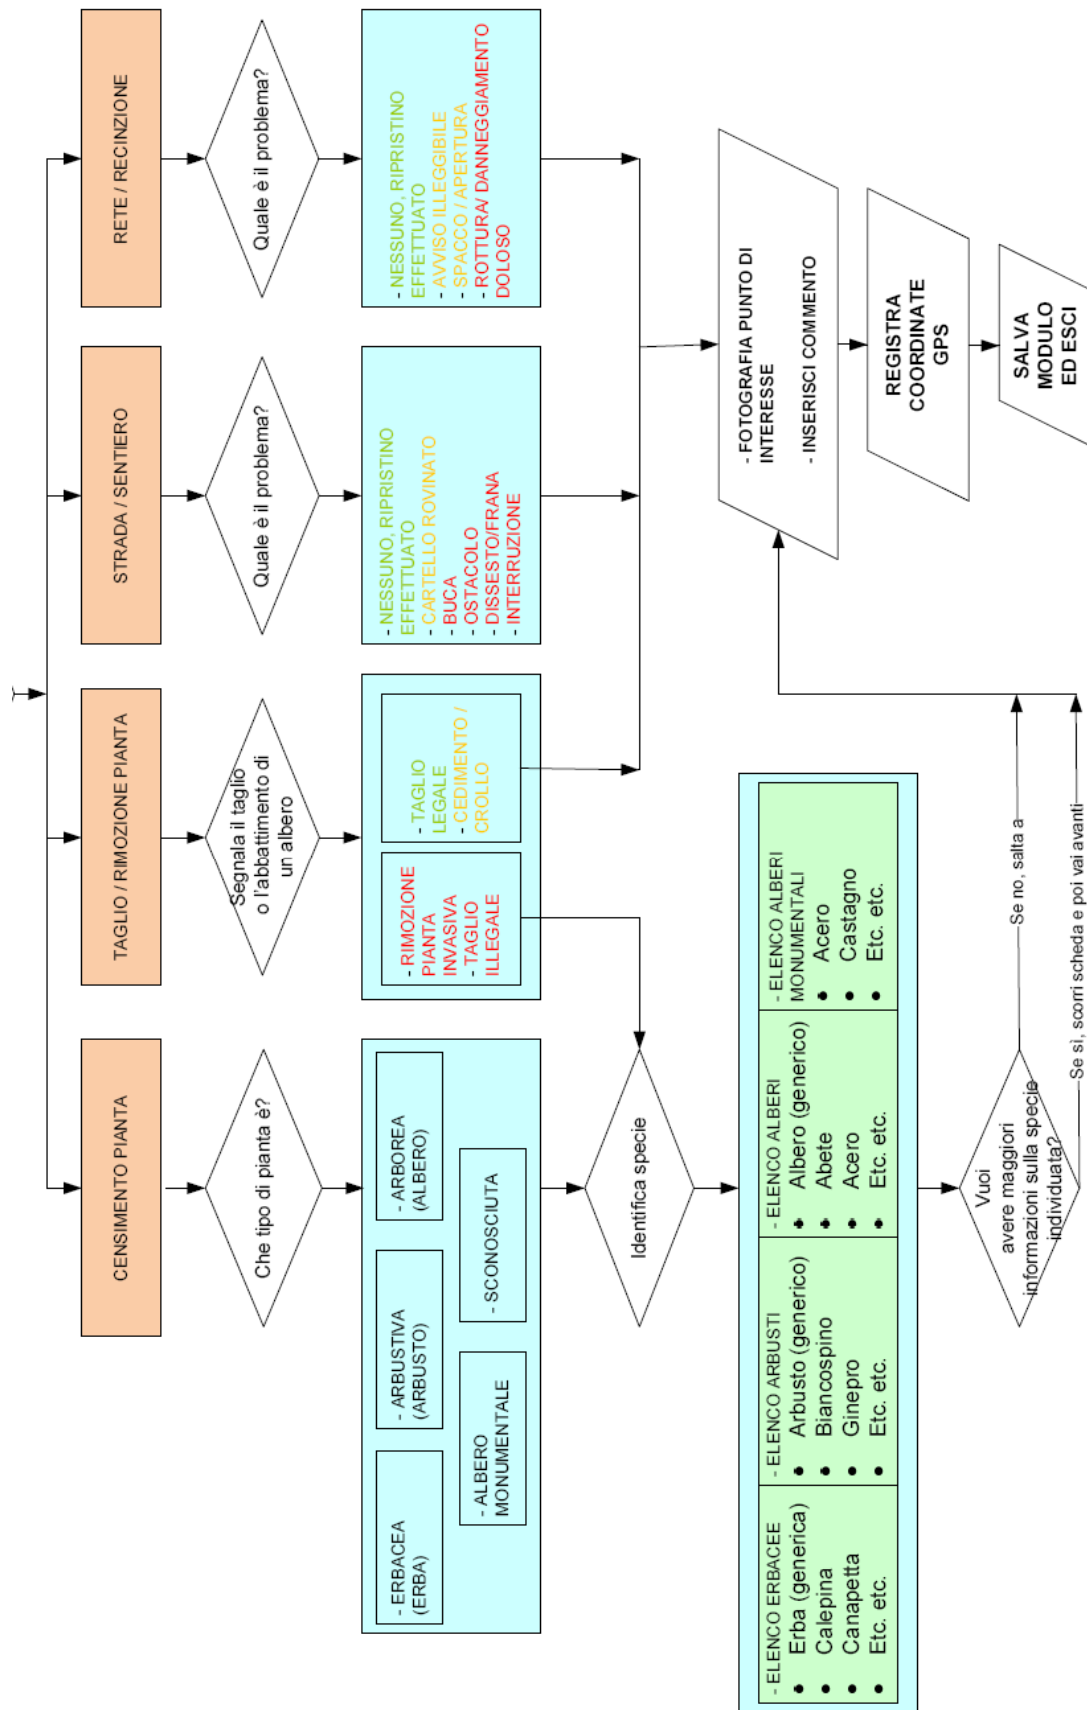 CENSIMENTO PIANTA
TAGLIO / RIMOZIONE PIANTA
STRADA / SENTIERO
RETE / RECINZIONE
Che tipo di pianta è?
Segnala il taglio
o l'abbattimento di
un albero
Quale è il problema?
Quale è il problema?
- ERBACEA
(ERBA)
- ARBUSTIVA
(ARBUSTO)
- ARBOREA
(ALBERO)
- ALBERO
MONUMENTALE
- SCONOSCIUTA
- RIMOZIONE
PIANTA
INVASIVA
- TAGLIO
ILLEGALE
- TAGLIO
LEGALE
- CEDIMENTO /
CROLLO
- NESSUNO, RIPRISTINO
EFFETTUATO
- CARTELLO ROVINATO
- BUCA
- OSTACOLO
- DISSESTO/FRANA
- INTERRUZIONE
- NESSUNO, RIPRISTINO
EFFETTUATO
- AVVISO ILLEGGIBILE
- SPACCO / APERTURA
- ROTTURA/ DANNEGGIAMENTO
DOLOSO
Identifica specie
- ELENCO ERBACEE
• Erba (generica)
• Calepina
• Canapetta
• Etc. etc.
- ELENCO ARBUSTI
• Arbusto (generico)
• Biancospino
• Ginepro
• Etc. etc.
- ELENCO ALBERI
• Albero (generico)
• Abete
• Acero
• Etc. etc.
- ELENCO ALBERI
MONUMENTALI
• Acero
• Castagno
• Etc. etc.
Vuoi
avere maggiori
informazioni sulla specie
individuata?
Se no, salta a
Se sì, scorri scheda e poi vai avanti
- FOTOGRAFIA PUNTO DI
INTERESSE
- INSERISCI COMMENTO
REGISTRA
COORDINATE
GPS
SALVA
MODULO
ED ESCI